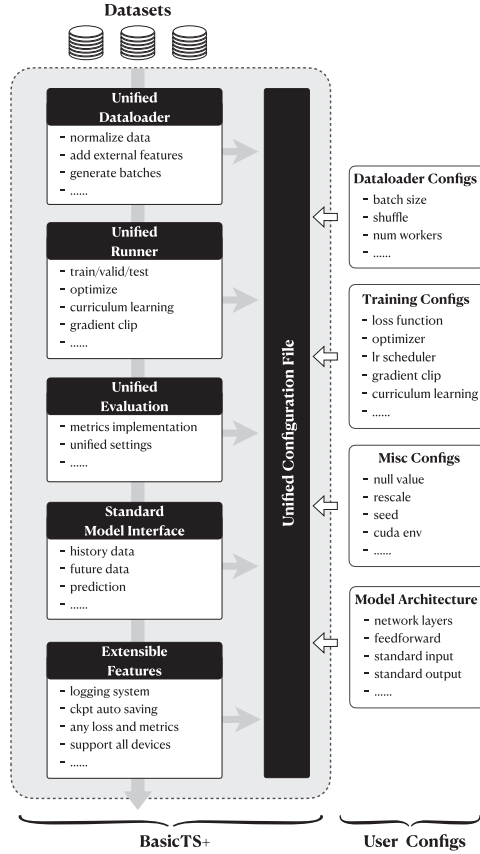 Datasets
Unified
Dataloader
- normalize data
- add external features
- generate batches
- ......
Unified
Runner
- train/valid/test
- optimize
- curriculum learning
- gradient clip
- ......
Unified
Evaluation
- metrics implementation
- unified settings
- ......
Standard
Model Interface
- history data
- future data
- prediction
- ......
Extensible
Features
- logging system
- ckpt auto saving
- any loss and metrics
- support all devices
- ......
Unified Configuration File
Dataloader Configs
- batch size
- shuffle
- num workers
- ......
Training Configs
- loss function
- optimizer
- lr scheduler
- gradient clip
- curriculum learning
- ......
Misc Configs
- null value
- rescale
- seed
- cuda env
- ......
Model Architecture
- network layers
- feedforward
- standard input
- standard output
- ......
BasicTS+
User Configs